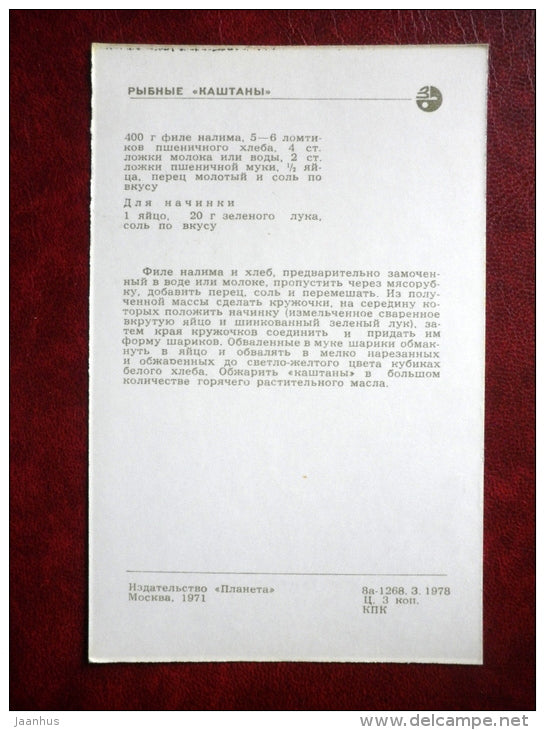 РЫБНЫЕ «КАШТАНЫ»
400 г филе налима, 5—6 ломти-
ков пшеничного хлеба, 4 ст.
ложки молока или воды, 2 ст.
ложки пшеничной муки, 1/2 яй-
ца, перец молотый и соль по
вкусу
Для начинки
1 яйцо, 20 г зеленого лука,
соль по вкусу
Филе налима и хлеб, предварительно замочен-
ный в воде или молоке, пропустить через мясоруб-
ку, добавить перец, соль и перемешать. Из полу-
ченной массы сделать кружочки, на середину ко-
торых положить начинку (измельченное сваренное
вкрутую яйцо и шинкованный зеленый лук), за-
тем края кружочков соединить и придать им
форму шариков. Обваленные в муке шарики обмак-
нуть в яйцо и обвалять в мелко нарезанных
и обжаренных до светло-желтого цвета кубиках
белого хлеба. Обжарить «каштаны» в большом
количестве горячего растительного масла.
Издательство «Планета»
Москва, 1971
8а-1268. 3. 1978
Ц. 3 коп.
КПК
jaanhus
www.delcampe.net